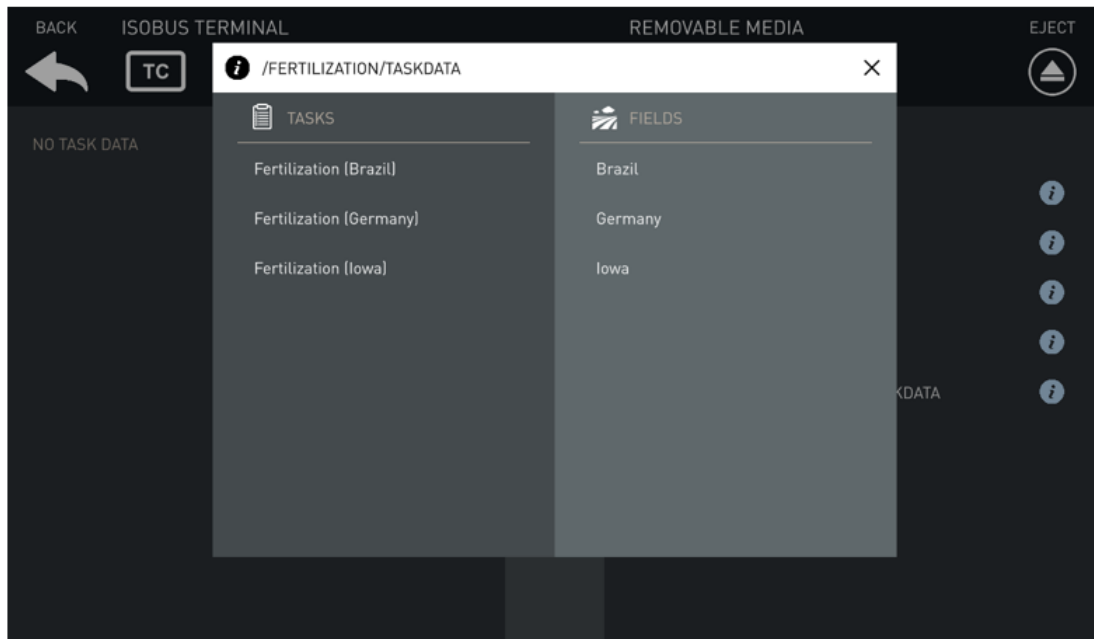 BACK
ISOBUS TERMINAL
REMOVABLE MEDIA
EJECT
TC
/FERTILIZATION/TASKDATA
TASKS
FIELDS
NO TASK DATA
Fertilization (Brazil)
Brazil
Fertilization (Germany)
Germany
Fertilization (Iowa)
Iowa
KDATA